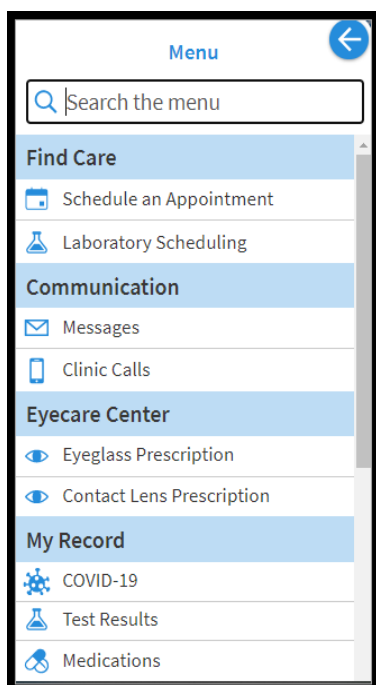 Menu
Search the menu
Find Care
Schedule an Appointment
Laboratory Scheduling
Communication
Messages
Clinic Calls
Eyecare Center
Eyeglass Prescription
Contact Lens Prescription
My Record
COVID-19
Test Results
Medications